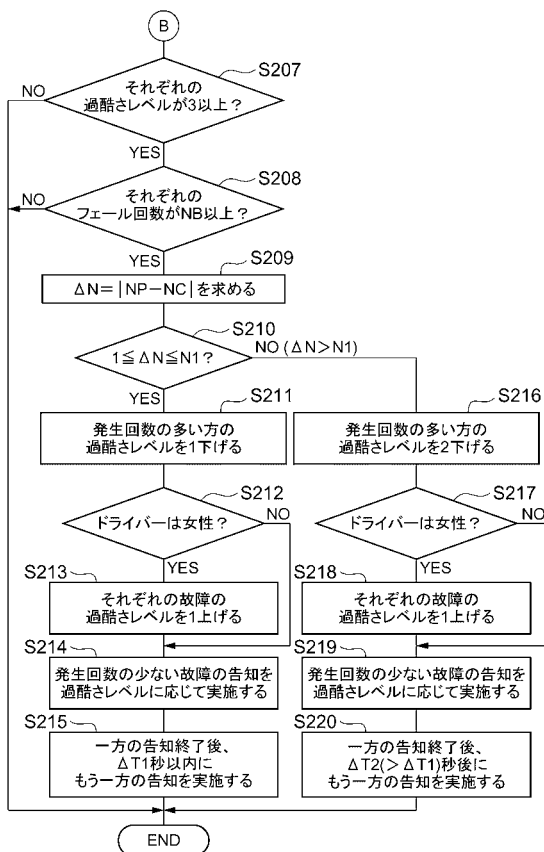 B
S207
それぞれの
過酷さレベルが3以上？
NO
YES
S208
それぞれの
フェール回数がNB以上？
NO
YES
S209
ΔN＝|NP－NC|を求める
S210
1≦ΔN≦N1？
NO (ΔN>N1)
YES
S211
発生回数の多い方の
過酷さレベルを1下げる
S216
発生回数の多い方の
過酷さレベルを2下げる
S212
ドライバーは女性？
NO
YES
S217
ドライバーは女性？
NO
YES
S213
それぞれの故障の
過酷さレベルを1上げる
S218
それぞれの故障の
過酷さレベルを1上げる
S214
発生回数の少ない故障の告知を
過酷さレベルに応じて実施する
S219
発生回数の少ない故障の告知を
過酷さレベルに応じて実施する
S215
一方の告知終了後、
ΔT1秒以内に
もう一方の告知を実施する
S220
一方の告知終了後、
ΔT2(>ΔT1)秒後に
もう一方の告知を実施する
END